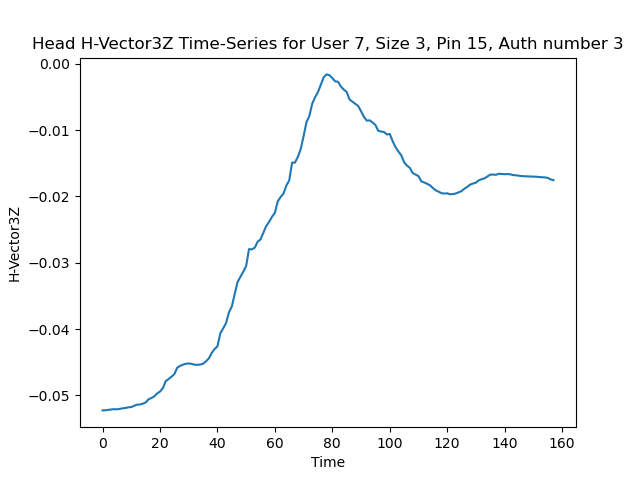 Head H-Vector3Z Time-Series for User 7, Size 3, Pin 15, Auth number 3
0.00
−0.01
−0.02
−0.03
−0.04
−0.05
H-Vector3Z
0 20 40 60 80 100 120 140 160
Time